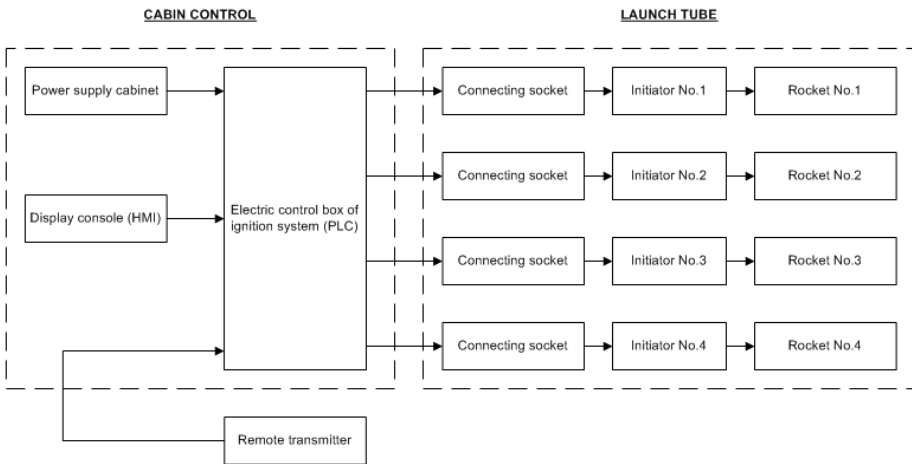 CABIN CONTROL
LAUNCH TUBE
Power supply cabinet
Display console (HMI)
Electric control box of
ignition system (PLC)
Connecting socket
Initiator No.1
Rocket No.1
Connecting socket
Initiator No.2
Rocket No.2
Connecting socket
Initiator No.3
Rocket No.3
Connecting socket
Initiator No.4
Rocket No.4
Remote transmitter